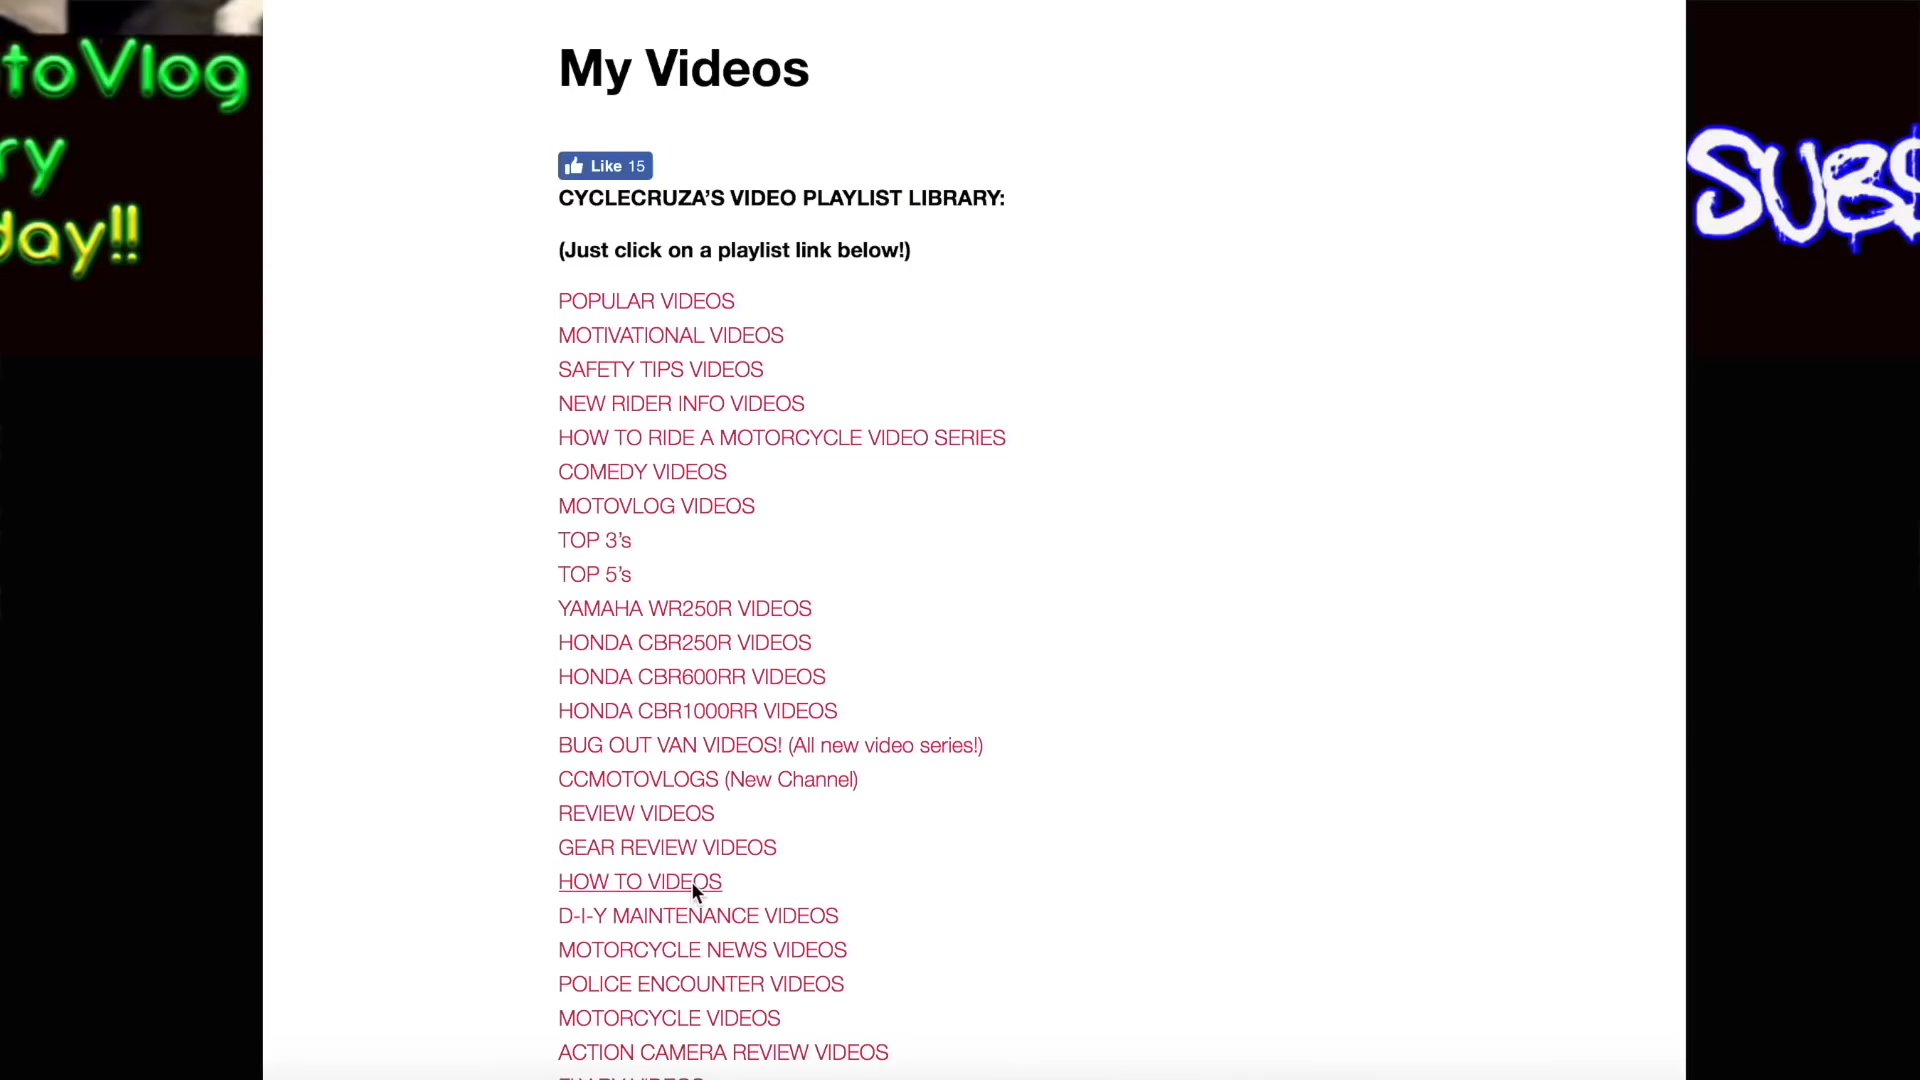 My Videos
Like 15
CYCLECRUZA’S VIDEO PLAYLIST LIBRARY:
(Just click on a playlist link below!)
POPULAR VIDEOS
MOTIVATIONAL VIDEOS
SAFETY TIPS VIDEOS
NEW RIDER INFO VIDEOS
HOW TO RIDE A MOTORCYCLE VIDEO SERIES
COMEDY VIDEOS
MOTOVLOG VIDEOS
TOP 3’s
TOP 5’s
YAMAHA WR250R VIDEOS
HONDA CBR250R VIDEOS
HONDA CBR600RR VIDEOS
HONDA CBR1000RR VIDEOS
BUG OUT VAN VIDEOS! (All new video series!)
CCMOTOVLOGS (New Channel)
REVIEW VIDEOS
GEAR REVIEW VIDEOS
HOW TO VIDEOS
D-I-Y MAINTENANCE VIDEOS
MOTORCYCLE NEWS VIDEOS
POLICE ENCOUNTER VIDEOS
MOTORCYCLE VIDEOS
ACTION CAMERA REVIEW VIDEOS
toVlog
ry
day!!
SUBS